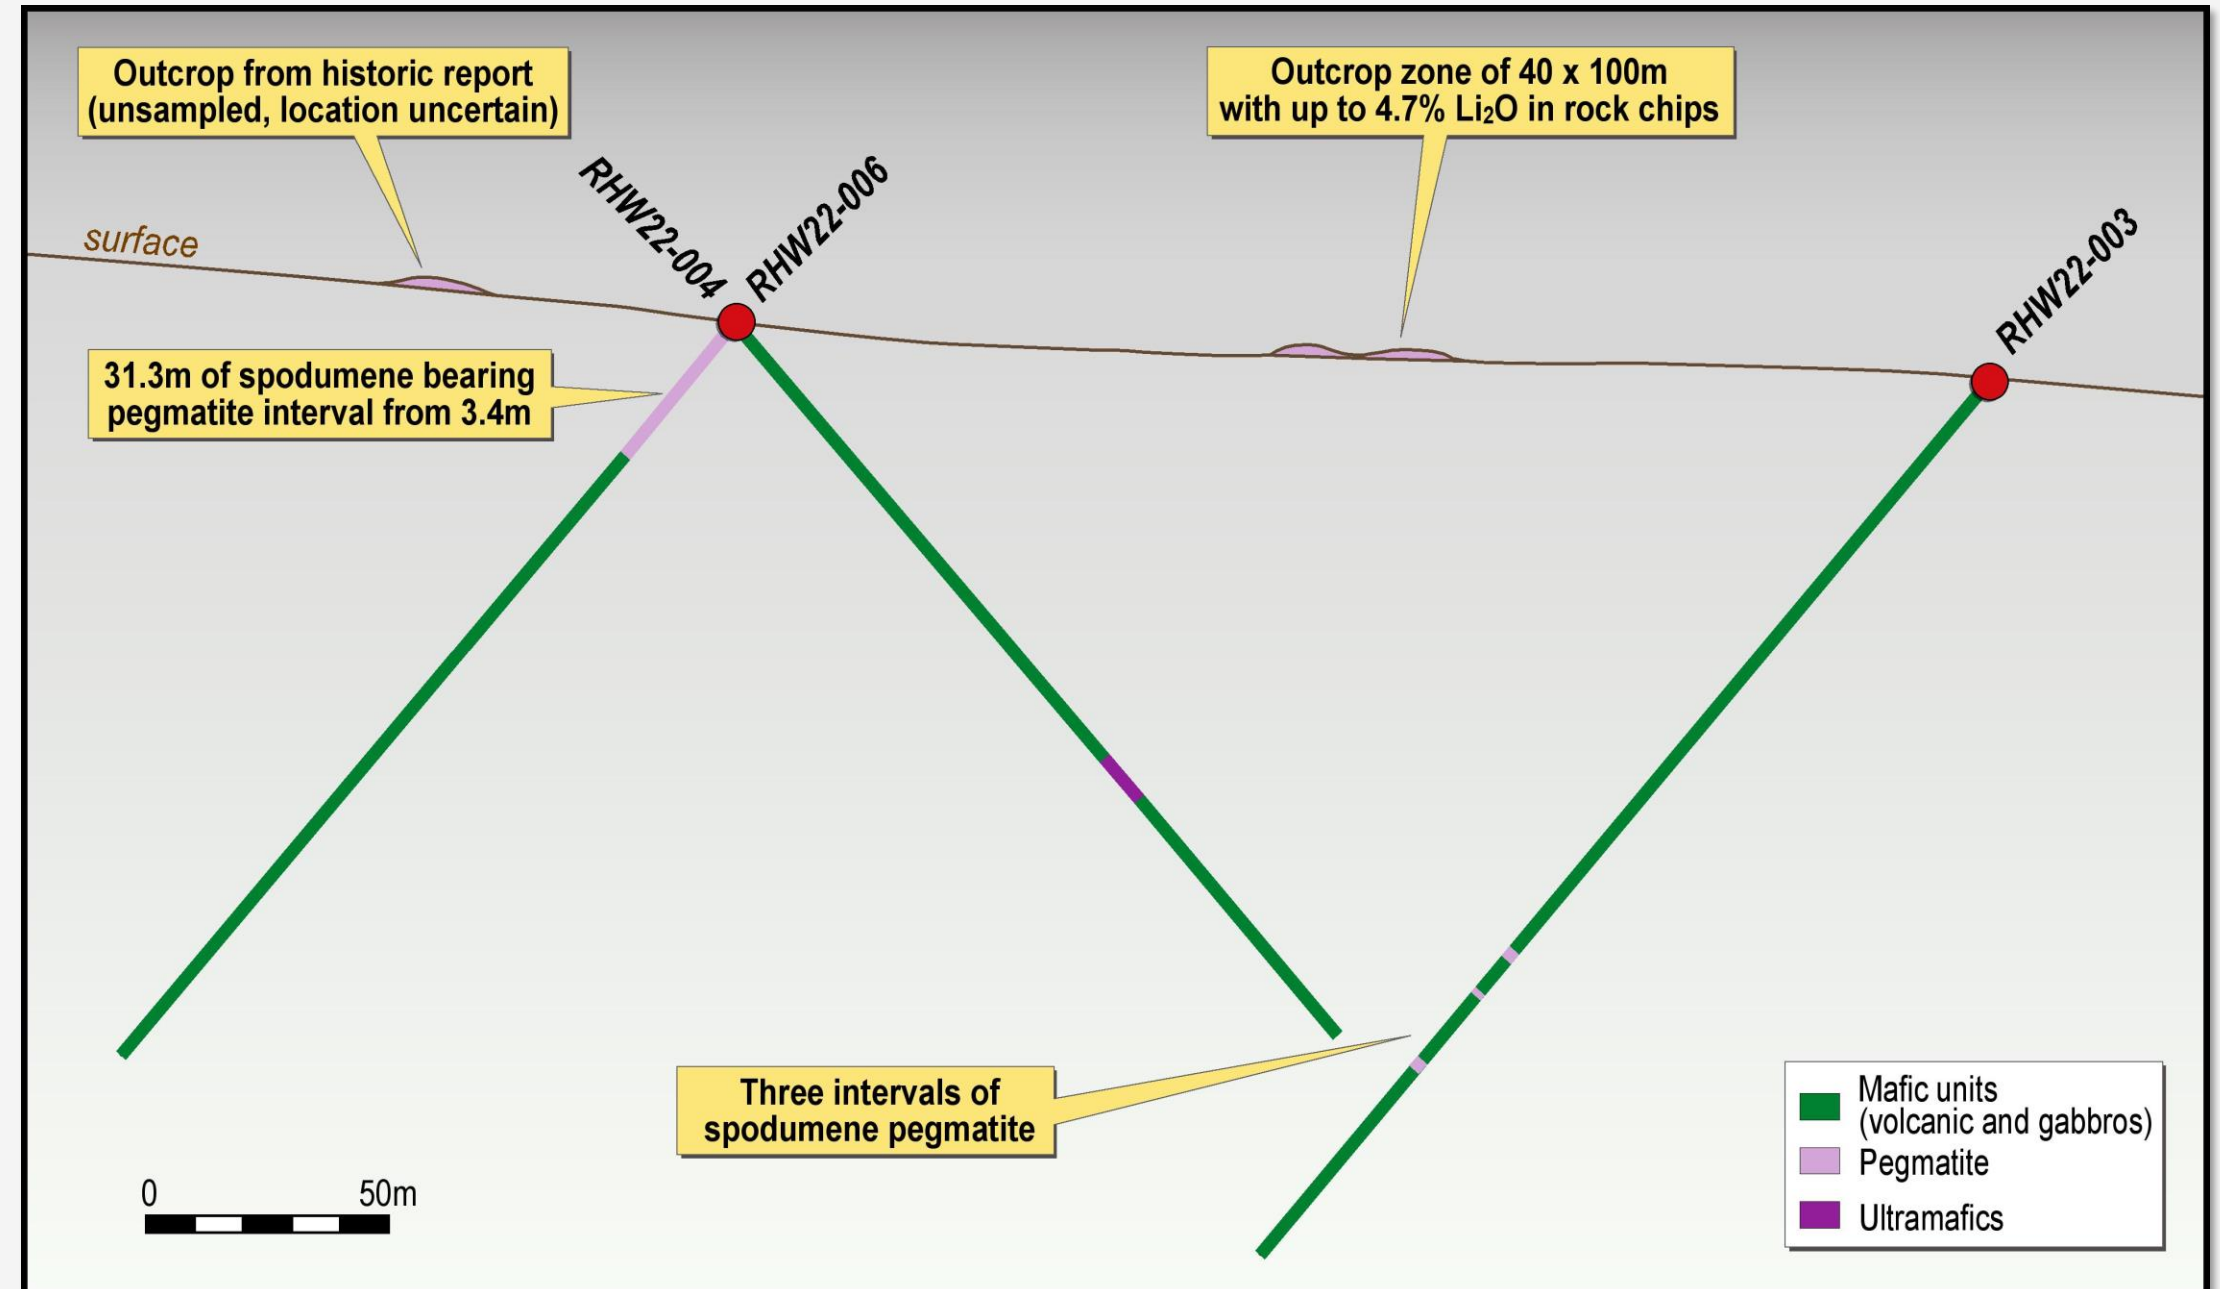 Outcrop from historic report
(unsampled, location uncertain)
Outcrop zone of 40 x 100m
with up to 4.7% Li₂O in rock chips
RHW22-004
RHW22-006
RHW22-003
surface
31.3m of spodumene bearing
pegmatite interval from 3.4m
Three intervals of
spodumene pegmatite
0 50m
Mafic units
(volcanic and gabbros)
Pegmatite
Ultramafics